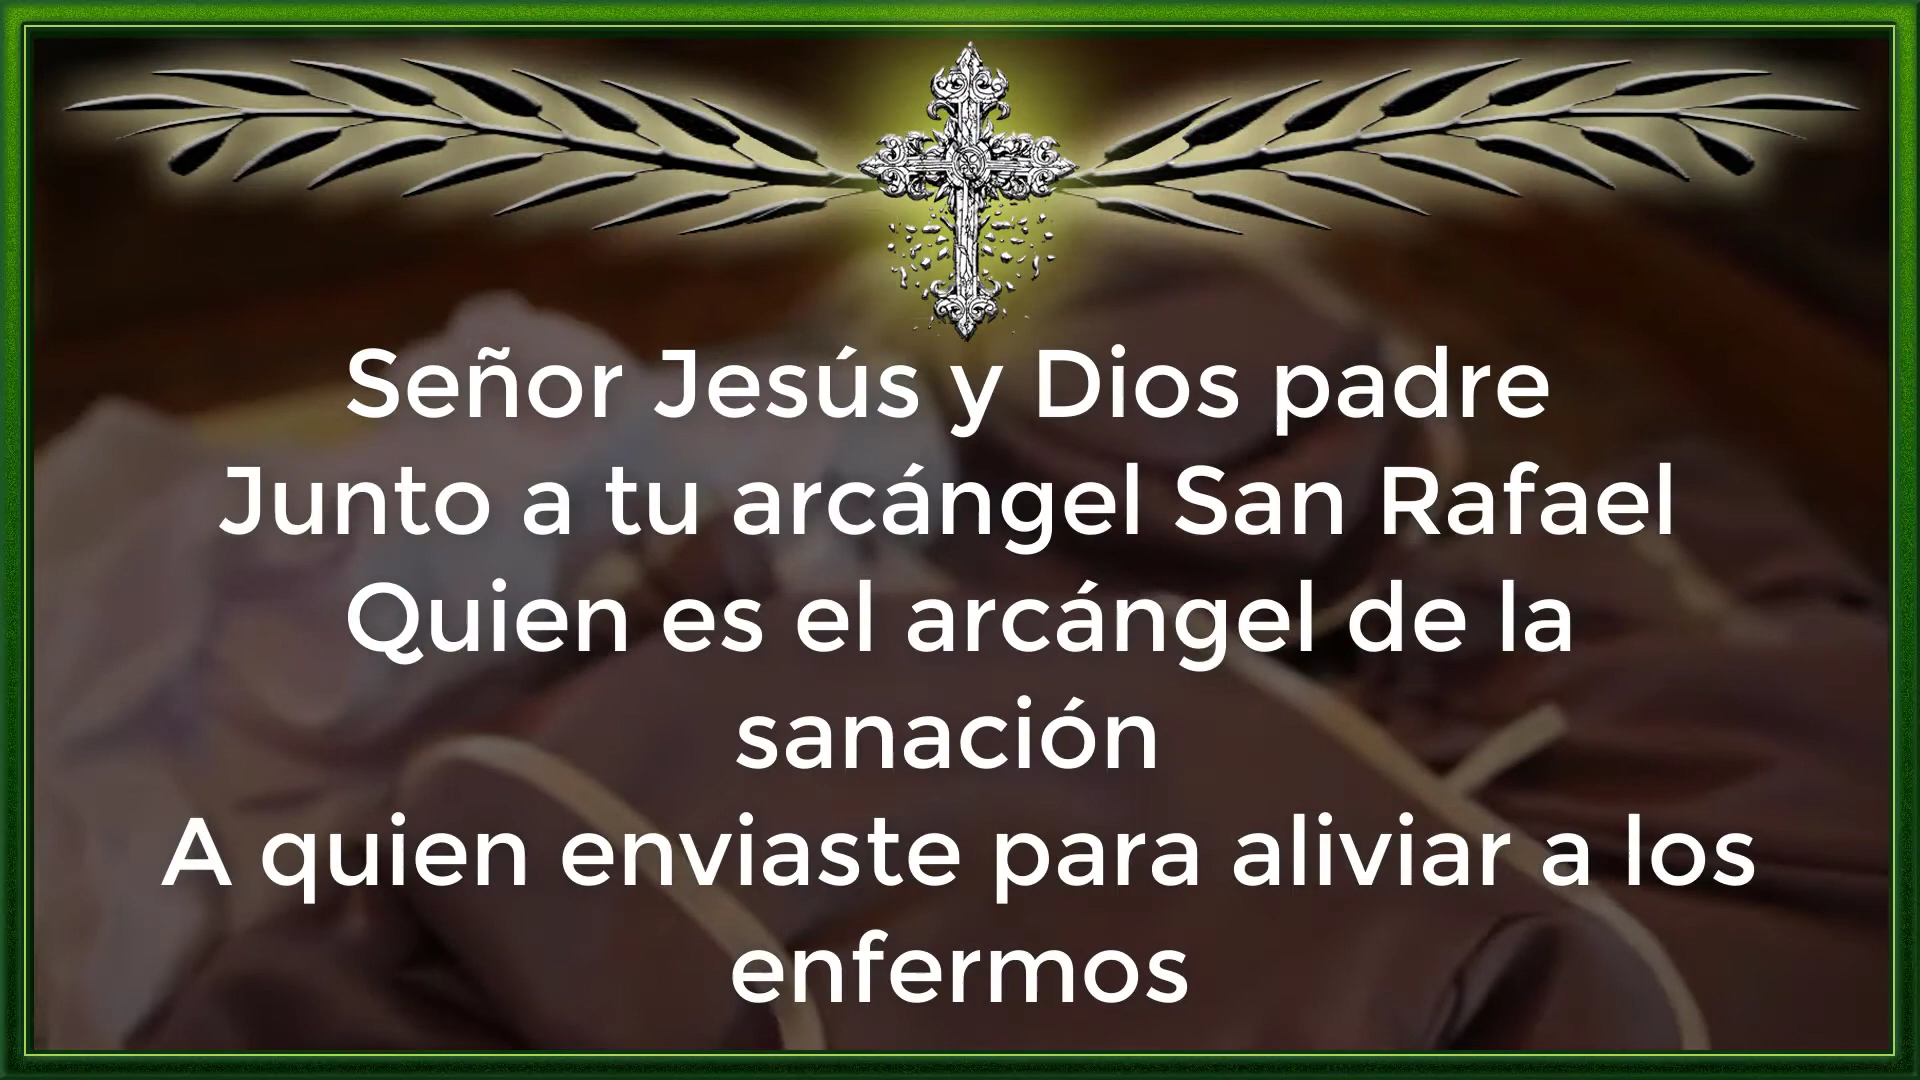 Señor Jesús y Dios padre
Junto a tu arcángel San Rafael
Quien es el arcángel de la
sanación
A quien enviaste para aliviar a los
enfermos